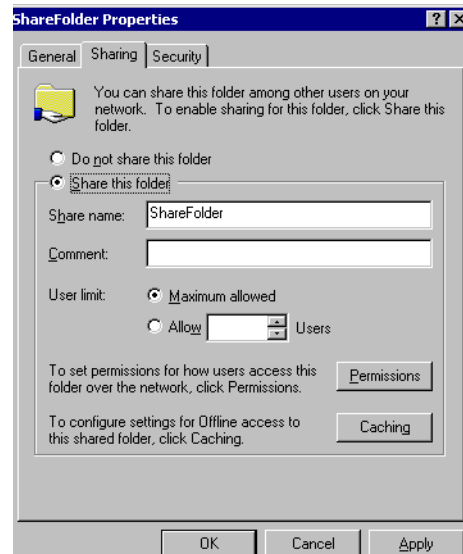 ShareFolder Properties
General Sharing Security
You can share this folder among other users on your
network. To enable sharing for this folder, click Share this
folder.
Do not share this folder
Share this folder
Share name: ShareFolder
Comment:
User limit: Maximum allowed
Allow Users
To set permissions for how users access this
folder over the network, click Permissions.
Permissions
To configure settings for Offline access to
this shared folder, click Caching.
Caching
OK Cancel Apply